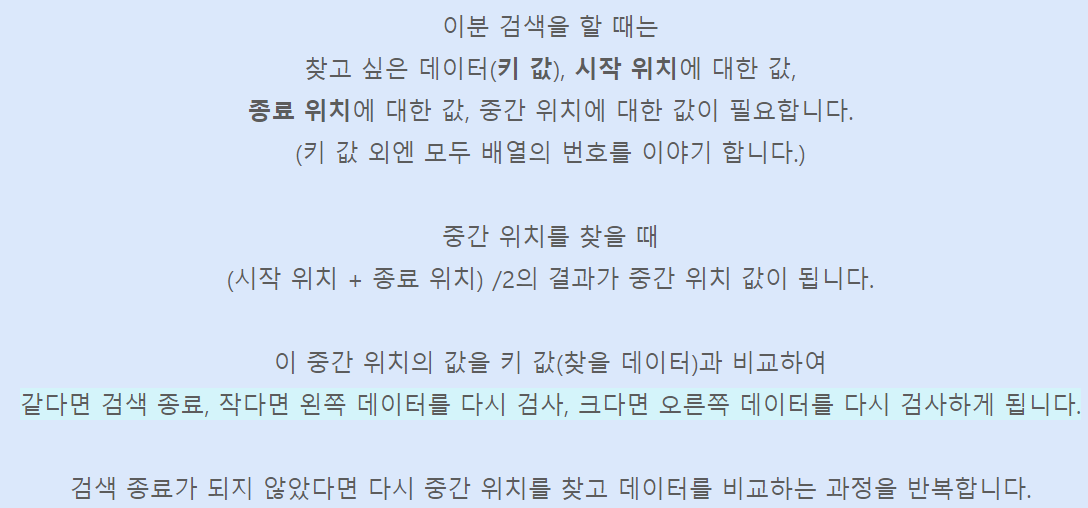 이분 검색을 할 때는
찾고 싶은 데이터(키 값), 시작 위치에 대한 값,
종료 위치에 대한 값, 중간 위치에 대한 값이 필요합니다.
(키 값 외엔 모두 배열의 번호를 이야기 합니다.)
중간 위치를 찾을 때
(시작 위치 + 종료 위치) /2의 결과가 중간 위치 값이 됩니다.
이 중간 위치의 값을 키 값(찾을 데이터)과 비교하여
같다면 검색 종료, 작다면 왼쪽 데이터를 다시 검사, 크다면 오른쪽 데이터를 다시 검사하게 됩니다.
검색 종료가 되지 않았다면 다시 중간 위치를 찾고 데이터를 비교하는 과정을 반복합니다.